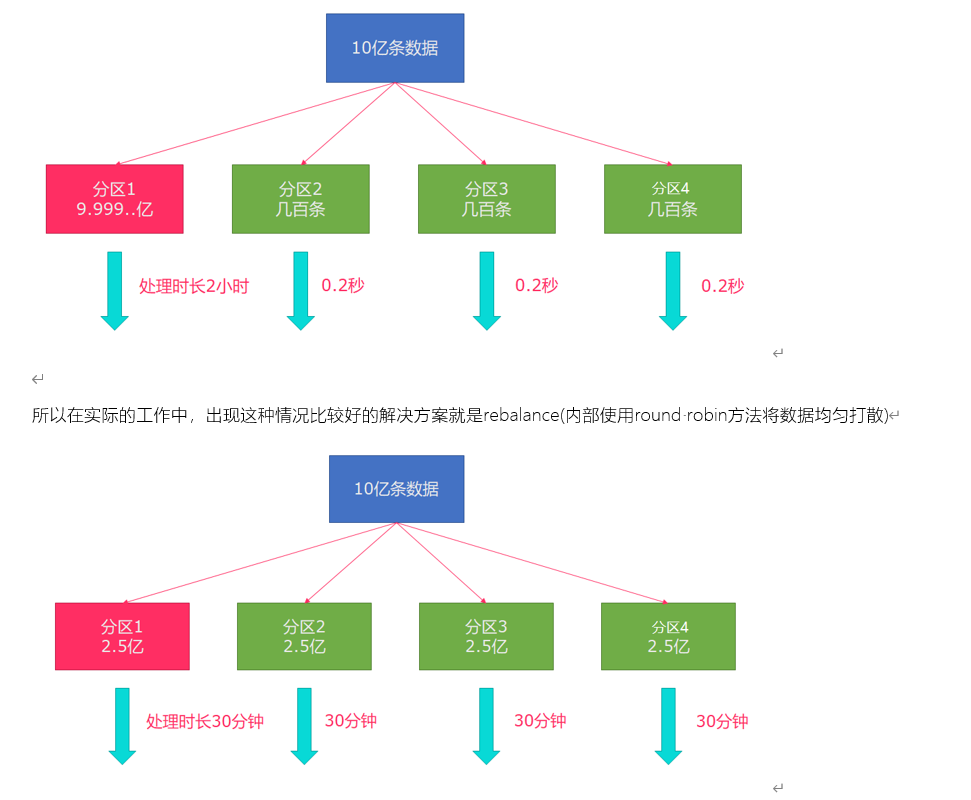 10亿条数据
分区1
9.999..亿
分区2
几百条
分区3
几百条
分区4
几百条
处理时长2小时
0.2秒
0.2秒
0.2秒
所以在实际的工作中，出现这种情况比较好的解决方案就是rebalance(内部使用round·robin方法将数据均匀打散)
10亿条数据
分区1
2.5亿
分区2
2.5亿
分区3
2.5亿
分区4
2.5亿
处理时长30分钟
30分钟
30分钟
30分钟